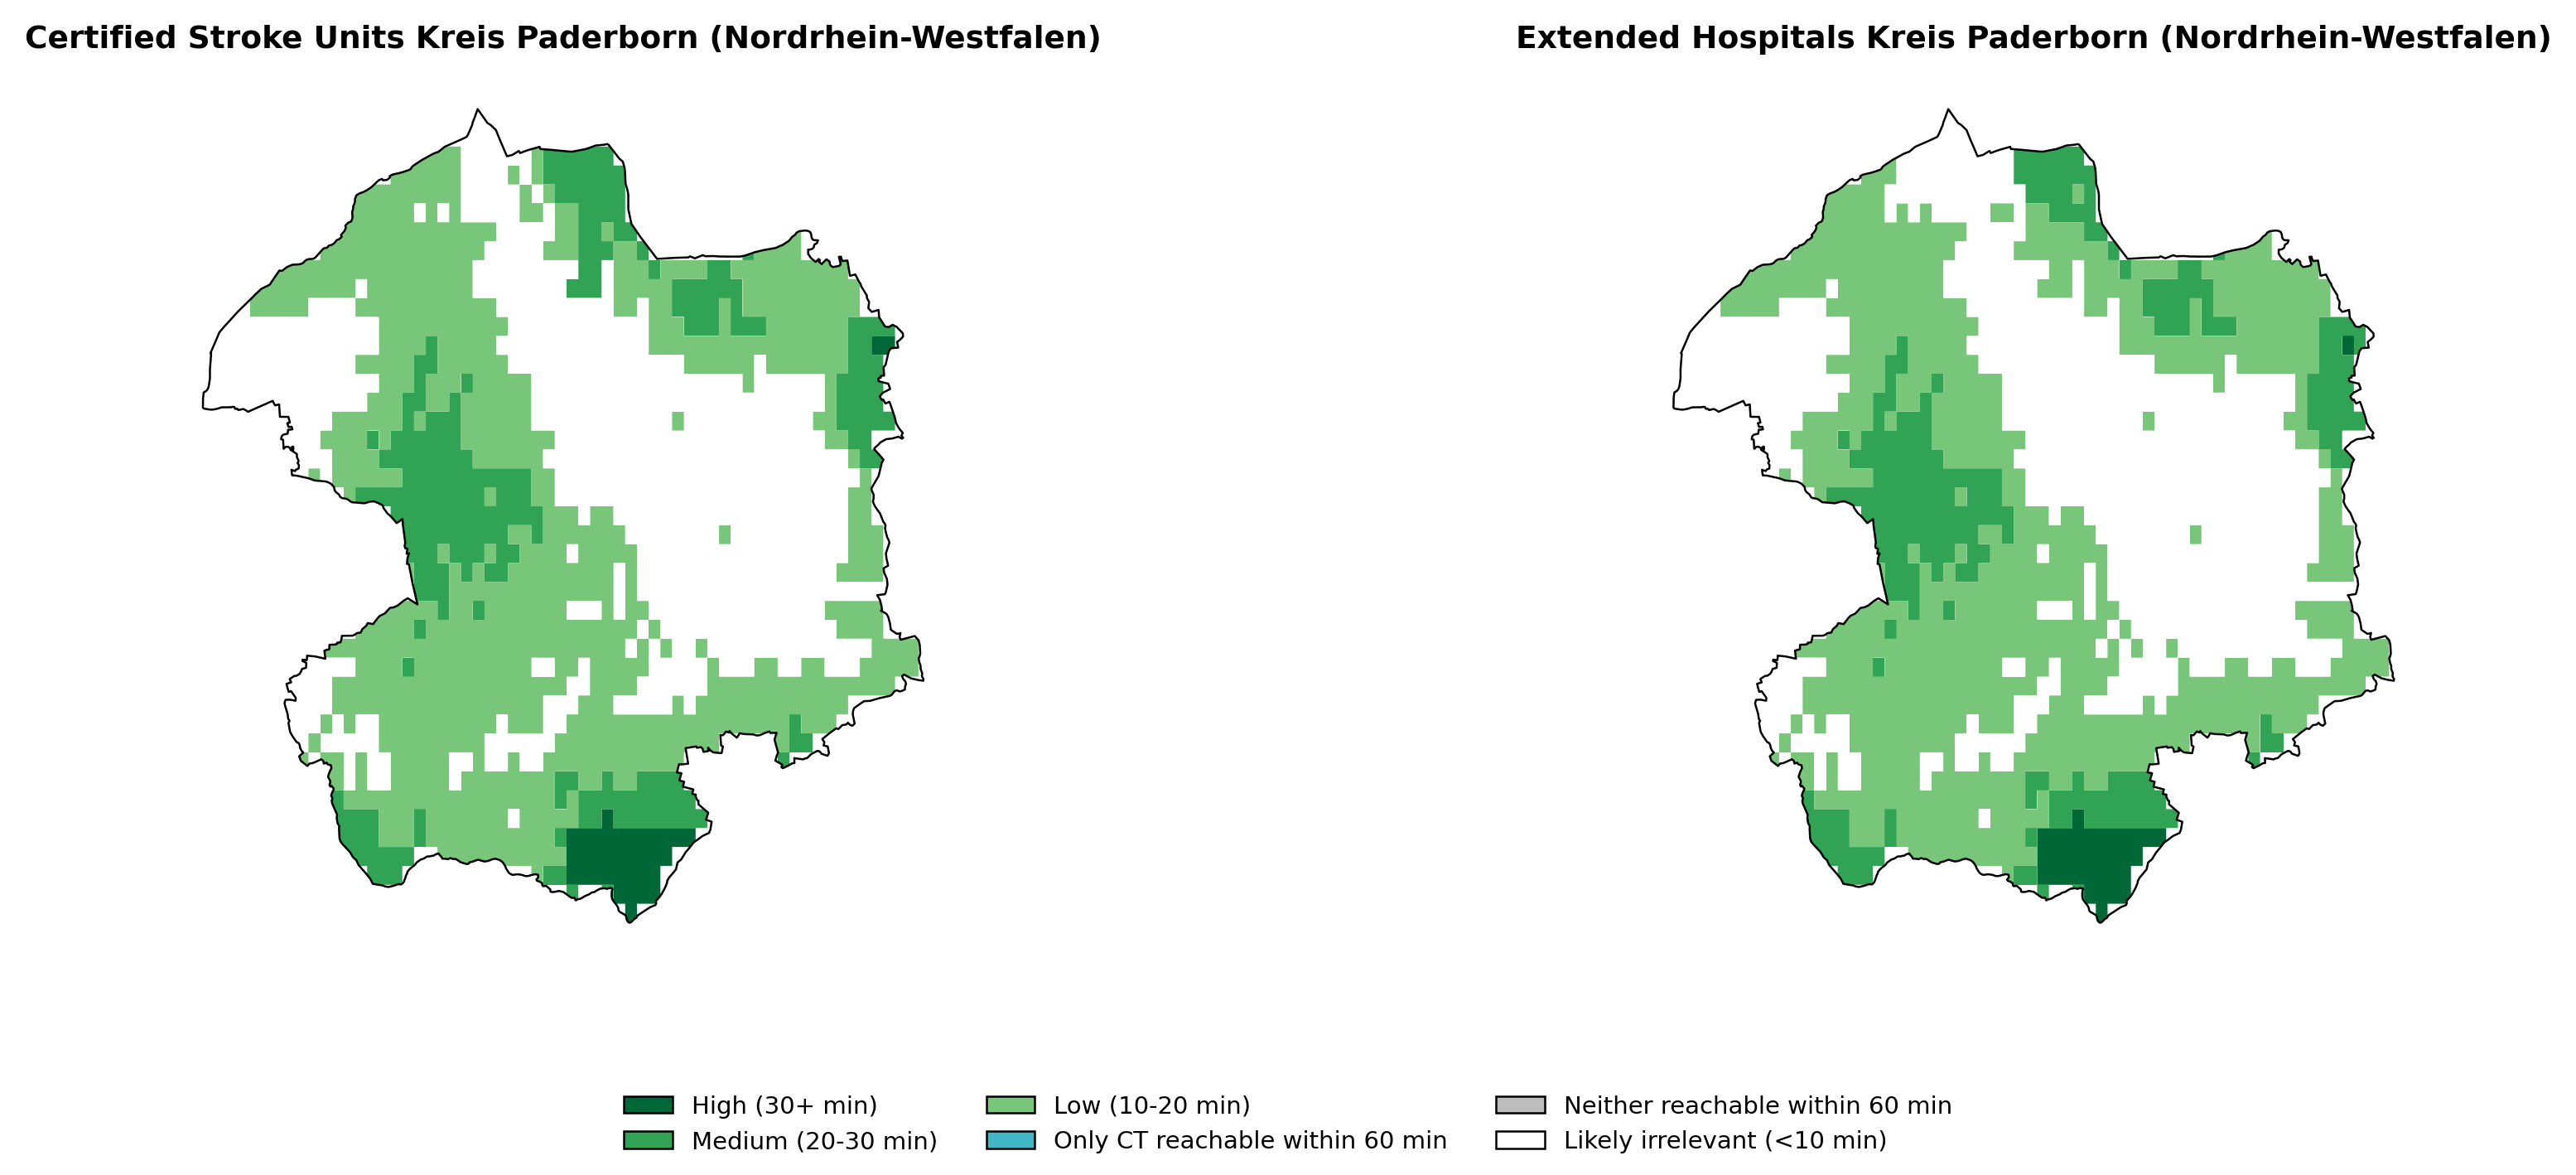 Certified Stroke Units Kreis Paderborn (Nordrhein-Westfalen)
Extended Hospitals Kreis Paderborn (Nordrhein-Westfalen)
High (30+ min)
Medium (20-30 min)
Low (10-20 min)
Only CT reachable within 60 min
Neither reachable within 60 min
Likely irrelevant (<10 min)